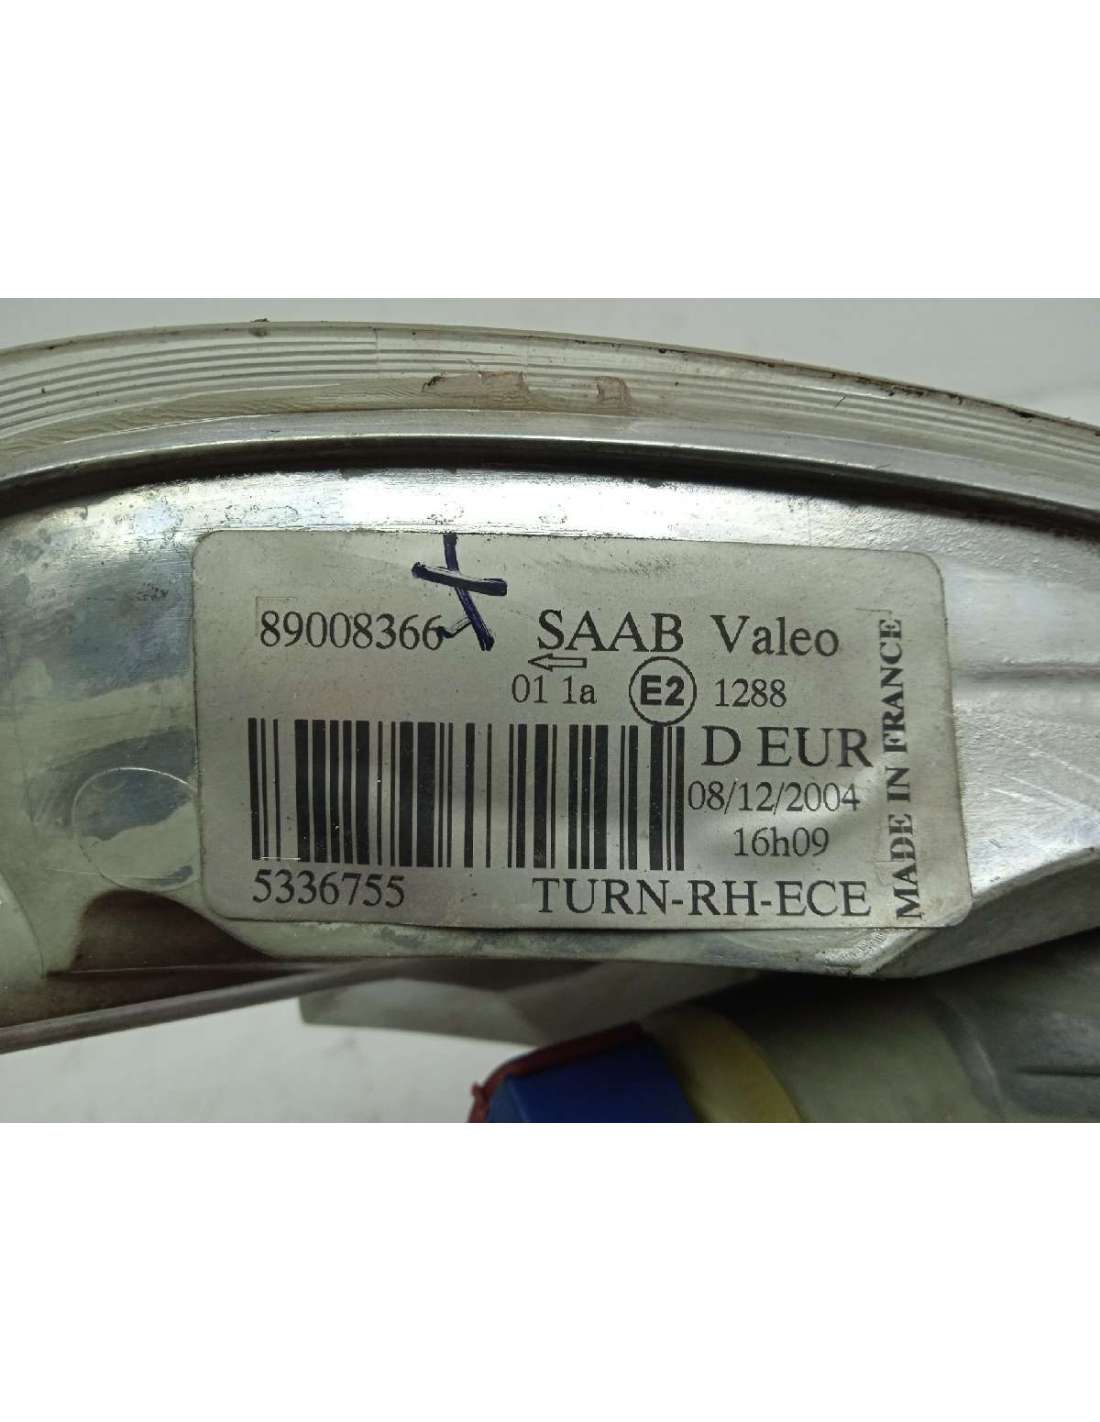 89008366 SAAB Valeo
01 1a E2 1288
D EUR
08/12/2004
16h09
5336755 TURN-RH-ECE
MADE IN FRANCE